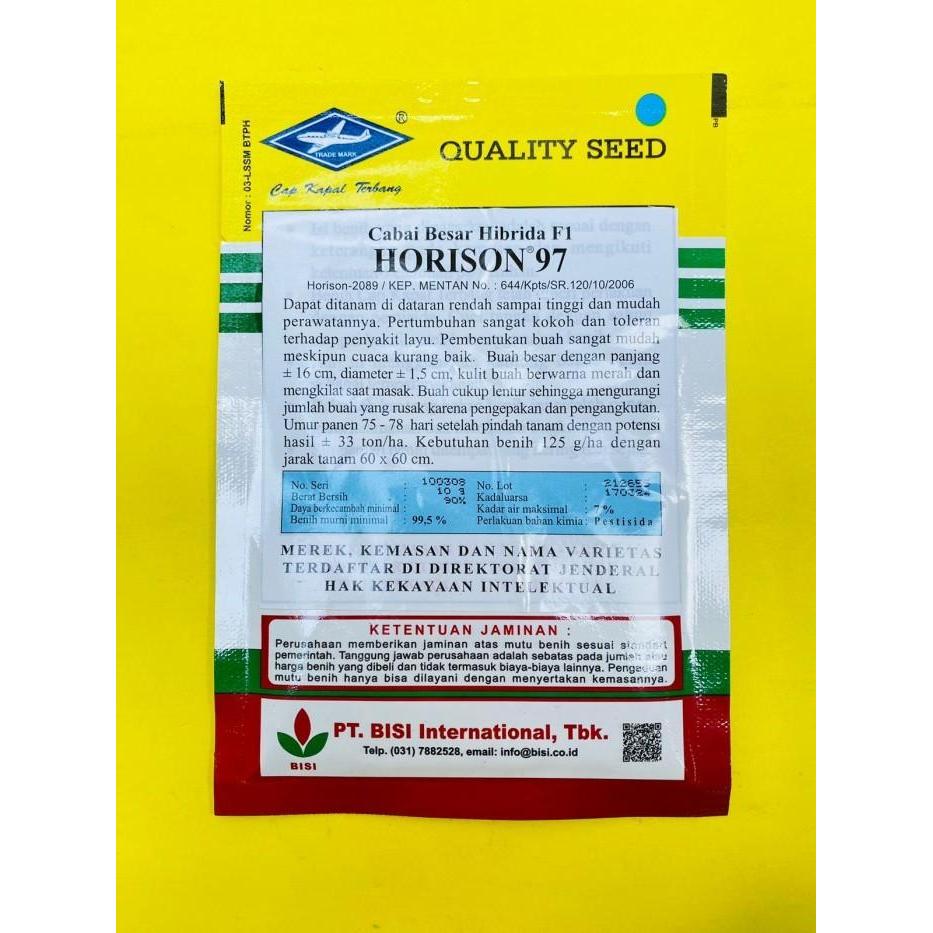 Nomor : 03-LSSM BTPH
TRADE MARK
®
Cap Kapal Terbang
QUALITY SEED
PB
Cabai Besar Hibrida F1
HORISON® 97
Horison-2089 / KEP. MENTAN No. : 644/Kpts/SR.120/10/2006
Dapat ditanam di dataran rendah sampai tinggi dan mudah
perawatannya. Pertumbuhan sangat kokoh dan toleran
terhadap penyakit layu. Pembentukan buah sangat mudah
meskipun cuaca kurang baik. Buah besar dengan panjang
± 16 cm, diameter ± 1,5 cm, kulit buah berwarna merah dan
mengkilat saat masak. Buah cukup lentur sehingga mengurangi
jumlah buah yang rusak karena pengepakan dan pengangkutan.
Umur panen 75 - 78 hari setelah pindah tanam dengan potensi
hasil ± 33 ton/ha. Kebutuhan benih 125 g/ha dengan
jarak tanam 60 x 60 cm.
No. Seri : 100308
Berat Bersih : 10 g
Daya berkecambah minimal : 90%
Benih murni minimal : 99,5 %
No. Lot :
Kadaluarsa : 170324
Kadar air maksimal : 7 %
Perlakuan bahan kimia : Pestisida
MEREK, KEMASAN DAN NAMA VARIETAS
TERDAFTAR DI DIREKTORAT JENDERAL
HAK KEKAYAAN INTELEKTUAL
KETENTUAN JAMINAN :
Perusahaan memberikan jaminan atas mutu benih sesuai standart
pemerintah. Tanggung jawab perusahaan adalah sebatas pada jumlah atau
harga benih yang dibeli dan tidak termasuk biaya-biaya lainnya. Pengaduan
mutu benih hanya bisa dilayani dengan menyertakan kemasannya.
BISI
PT. BISI International, Tbk.
Telp. (031) 7882528, email: info@bisi.co.id